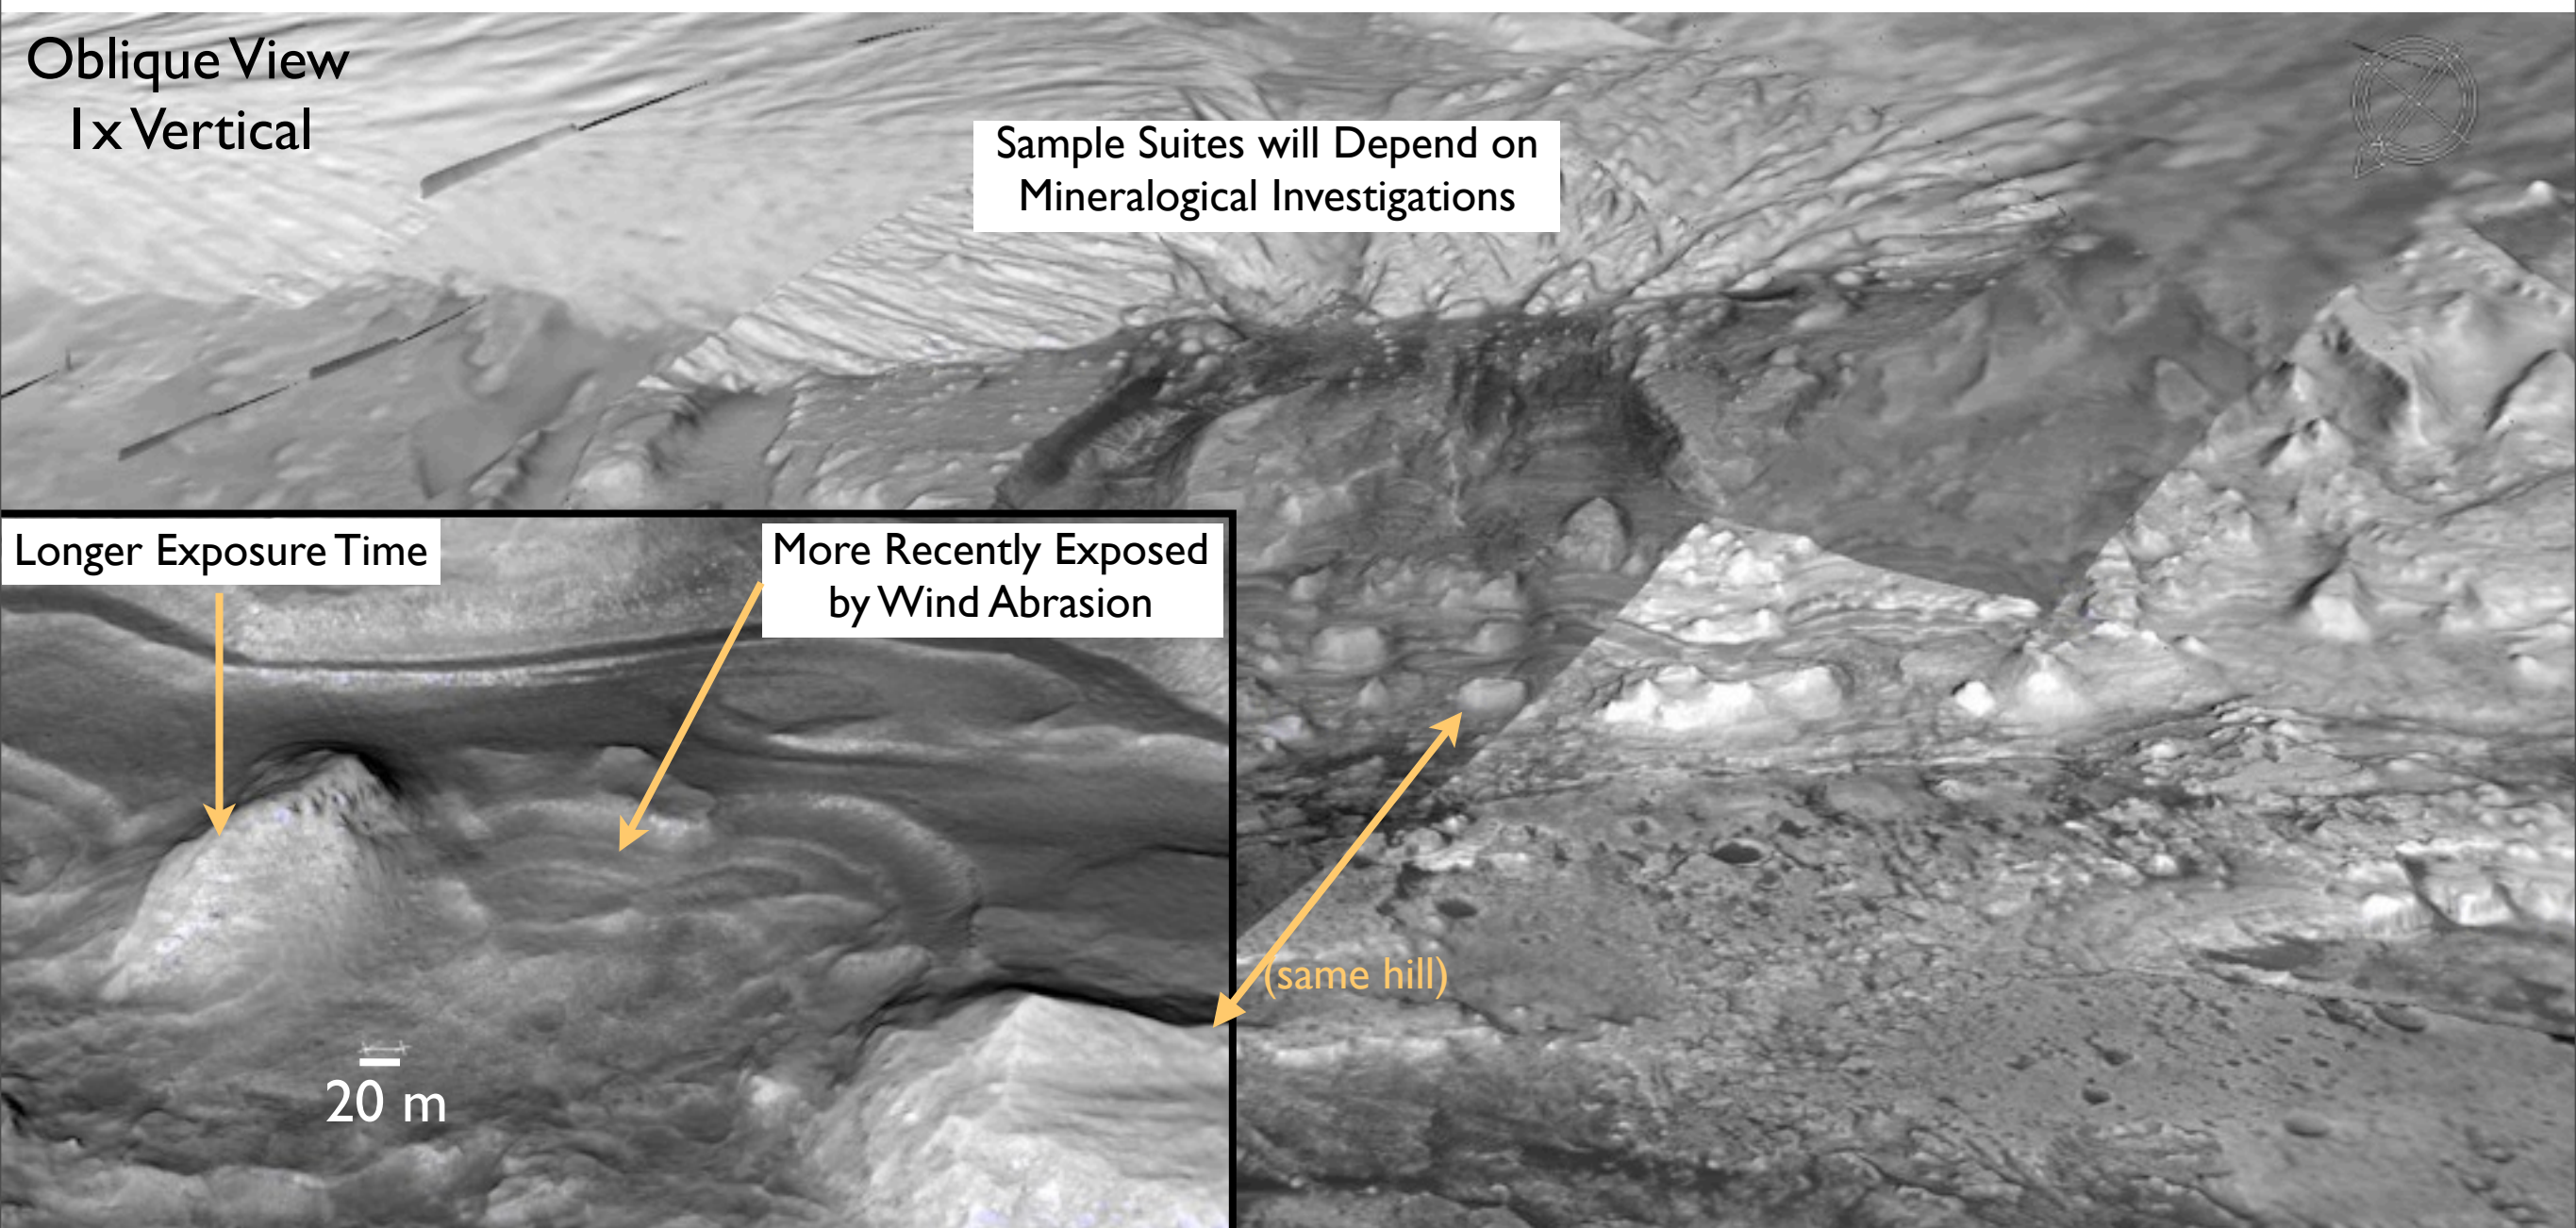 Oblique View
1x Vertical
Sample Suites will Depend on
Mineralogical Investigations
Longer Exposure Time
More Recently Exposed
by Wind Abrasion
(same hill)
20 m